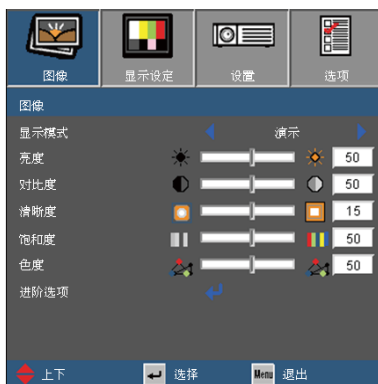 图像 显示设定 设置 选项
图像
显示模式 演示
亮度 50
对比度 50
清晰度 15
饱和度 50
色度 50
进阶选项
上下 选择 Menu 退出